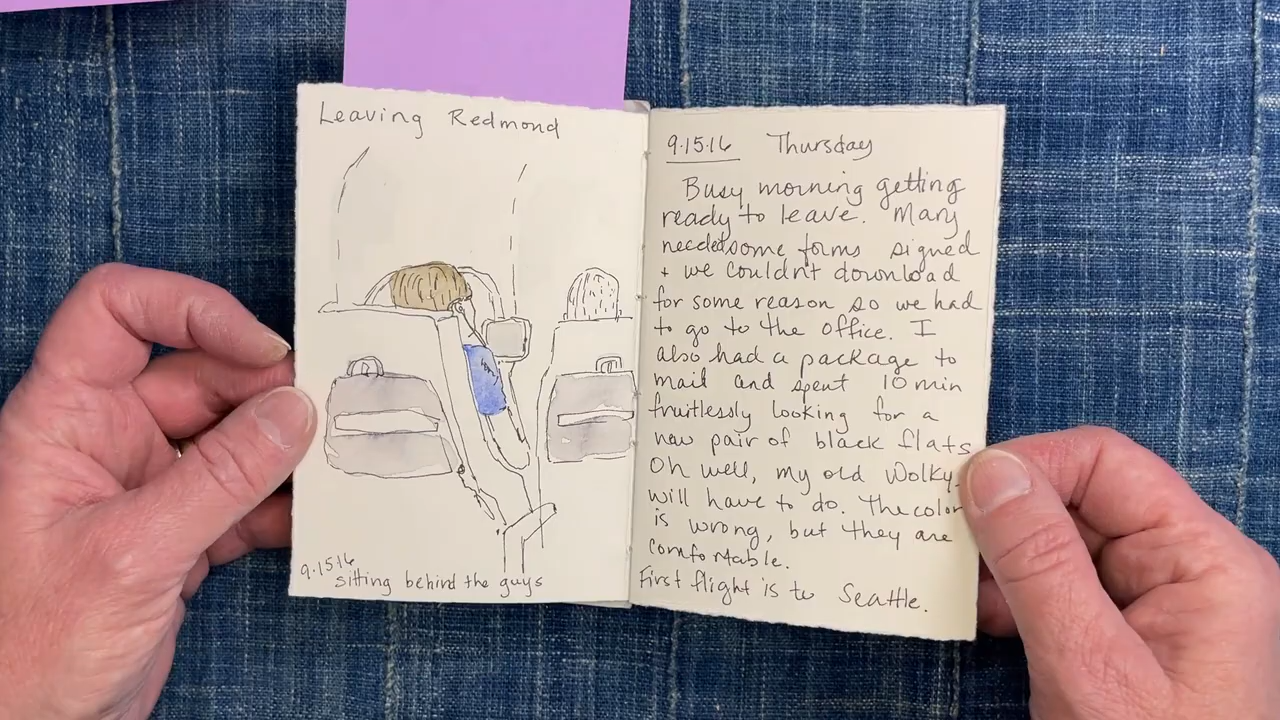 Leaving Redmond
9.15.16
sitting behind the guys
9.15.16 Thursday
Busy morning getting
ready to leave. Mary
needed some forms signed
+ we couldn't download
for some reason so we had
to go to the office. I
also had a package to
mail and spent 10 min
fruitlessly looking for a
new pair of black flats
Oh well, my old Wolky
will have to do. The color
is wrong, but they are
comfortable.
First flight is to Seattle.